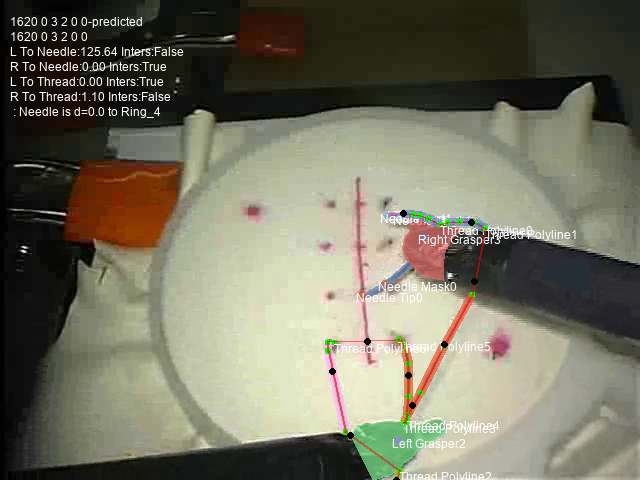 1620 0 3 2 0 0-predicted
1620 0 3 2 0 0
L To Needle:125.64 Inters:False
R To Needle:0.00 Inters:True
L To Thread:0.00 Inters:True
R To Thread:1.10 Inters:False
: Needle is d=0.0 to Ring_4
Thread Polyline1
Right Grasper3
Needle Mask0
Needle Tip0
Thread Polyline5
Thread Polyline4
Thread Polyline3
Left Grasper2
Thread Polyline2